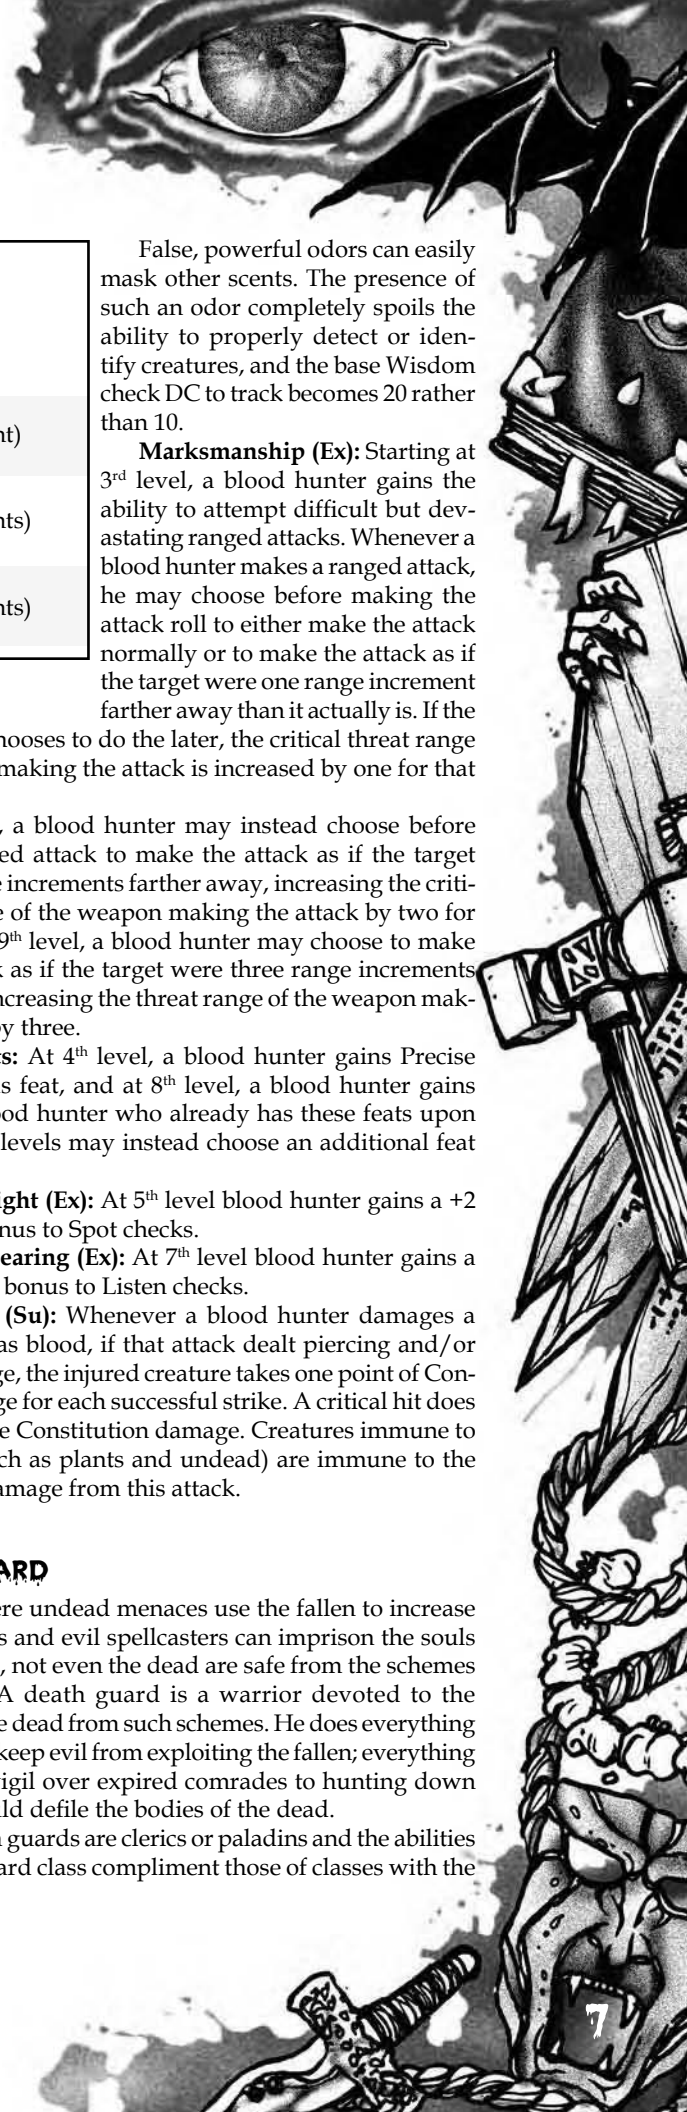 False, powerful odors can easily
mask other scents. The presence of
such an odor completely spoils the
ability to properly detect or iden-
tify creatures, and the base Wisdom
check DC to track becomes 20 rather
than 10.
nt)
nts)
nts)
Marksmanship (Ex): Starting at
3rd level, a blood hunter gains the
ability to attempt difficult but dev-
astating ranged attacks. Whenever a
blood hunter makes a ranged attack,
he may choose before making the
attack roll to either make the attack
normally or to make the attack as if
the target were one range increment
farther away than it actually is. If the
hooses to do the later, the critical threat range
making the attack is increased by one for that
, a blood hunter may instead choose before
ed attack to make the attack as if the target
e increments farther away, increasing the criti-
e of the weapon making the attack by two for
9th level, a blood hunter may choose to make
k as if the target were three range increments
ncreasing the threat range of the weapon mak-
by three.
ts: At 4th level, a blood hunter gains Precise
s feat, and at 8th level, a blood hunter gains
ood hunter who already has these feats upon
levels may instead choose an additional feat
ight (Ex): At 5th level blood hunter gains a +2
nus to Spot checks.
earing (Ex): At 7th level blood hunter gains a
bonus to Listen checks.
(Su): Whenever a blood hunter damages a
as blood, if that attack dealt piercing and/or
ge, the injured creature takes one point of Con-
ge for each successful strike. A critical hit does
e Constitution damage. Creatures immune to
ch as plants and undead) are immune to the
amage from this attack.
ARD
ere undead menaces use the fallen to increase
s and evil spellcasters can imprison the souls
, not even the dead are safe from the schemes
A death guard is a warrior devoted to the
e dead from such schemes. He does everything
keep evil from exploiting the fallen; everything
vigil over expired comrades to hunting down
ld defile the bodies of the dead.
n guards are clerics or paladins and the abilities
ard class compliment those of classes with the
7